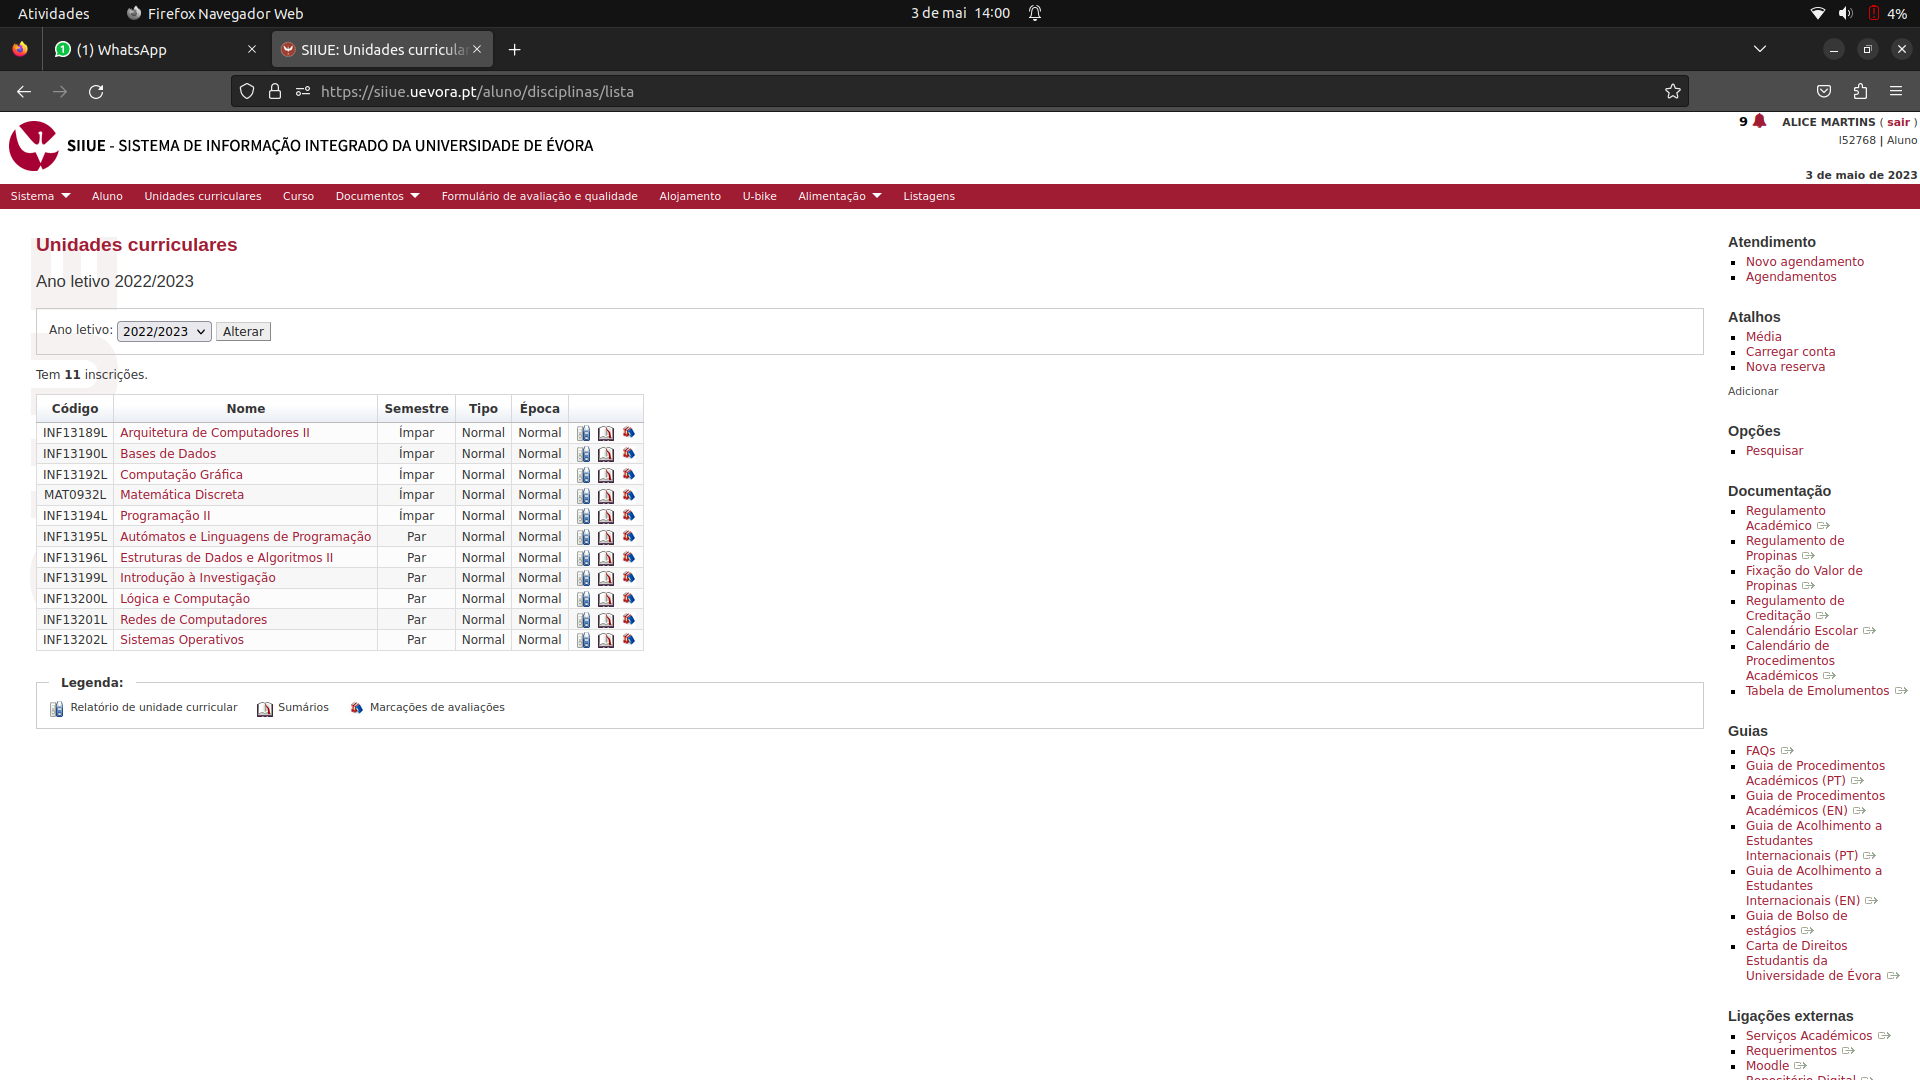 Atividades
Firefox Navegador Web
3 de mai 14:00
4%
(1) WhatsApp
SIIUE: Unidades curricula
https://siiue.uevora.pt/aluno/disciplinas/lista
SIIUE - SISTEMA DE INFORMAÇÃO INTEGRADO DA UNIVERSIDADE DE ÉVORA
9 ALICE MARTINS ( sair )
l52768 | Aluno
3 de maio de 2023
Sistema Aluno Unidades curriculares Curso Documentos Formulário de avaliação e qualidade Alojamento U-bike Alimentação Listagens
Unidades curriculares
Ano letivo 2022/2023
Ano letivo: 2022/2023 Alterar
Tem 11 inscrições.
Código Nome Semestre Tipo Época
INF13189L Arquitetura de Computadores II Ímpar Normal Normal
INF13190L Bases de Dados Ímpar Normal Normal
INF13192L Computação Gráfica Ímpar Normal Normal
MAT0932L Matemática Discreta Ímpar Normal Normal
INF13194L Programação II Ímpar Normal Normal
INF13195L Autómatos e Linguagens de Programação Par Normal Normal
INF13196L Estruturas de Dados e Algoritmos II Par Normal Normal
INF13199L Introdução à Investigação Par Normal Normal
INF13200L Lógica e Computação Par Normal Normal
INF13201L Redes de Computadores Par Normal Normal
INF13202L Sistemas Operativos Par Normal Normal
Legenda:
Relatório de unidade curricular Sumários Marcações de avaliações
Atendimento
Novo agendamento
Agendamentos
Atalhos
Média
Carregar conta
Nova reserva
Adicionar
Opções
Pesquisar
Documentação
Regulamento
Académico
Regulamento de
Propinas
Fixação do Valor de
Propinas
Regulamento de
Creditação
Calendário Escolar
Calendário de
Procedimentos
Académicos
Tabela de Emolumentos
Guias
FAQs
Guia de Procedimentos
Académicos (PT)
Guia de Procedimentos
Académicos (EN)
Guia de Acolhimento a
Estudantes
Internacionais (PT)
Guia de Acolhimento a
Estudantes
Internacionais (EN)
Guia de Bolso de
estágios
Carta de Direitos
Estudantis da
Universidade de Évora
Ligações externas
Serviços Académicos
Requerimentos
Moodle
Repositório Digital